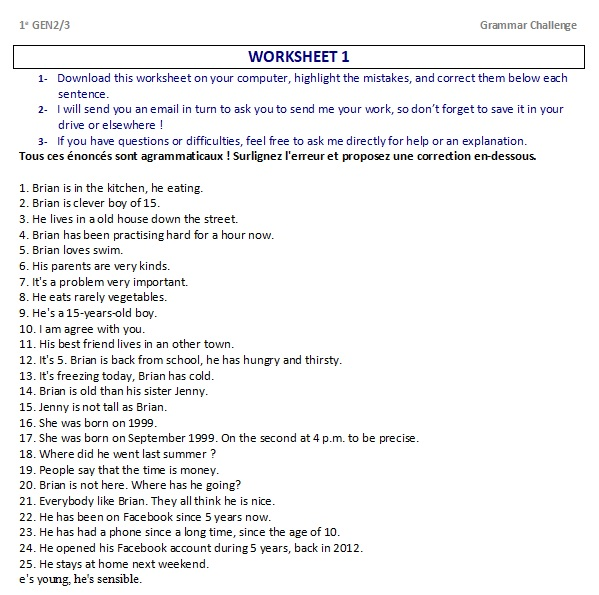 1e GEN2/3 Grammar Challenge
WORKSHEET 1
1- Download this worksheet on your computer, highlight the mistakes, and correct them below each
sentence.
2- I will send you an email in turn to ask you to send me your work, so don't forget to save it in your
drive or elsewhere !
3- If you have questions or difficulties, feel free to ask me directly for help or an explanation.
Tous ces énoncés sont agrammaticaux ! Surlignez l'erreur et proposez une correction en-dessous.
1. Brian is in the kitchen, he eating.
2. Brian is clever boy of 15.
3. He lives in a old house down the street.
4. Brian has been practising hard for a hour now.
5. Brian loves swim.
6. His parents are very kinds.
7. It's a problem very important.
8. He eats rarely vegetables.
9. He's a 15-years-old boy.
10. I am agree with you.
11. His best friend lives in an other town.
12. It's 5. Brian is back from school, he has hungry and thirsty.
13. It's freezing today, Brian has cold.
14. Brian is old than his sister Jenny.
15. Jenny is not tall as Brian.
16. She was born on 1999.
17. She was born on September 1999. On the second at 4 p.m. to be precise.
18. Where did he went last summer ?
19. People say that the time is money.
20. Brian is not here. Where has he going?
21. Everybody like Brian. They all think he is nice.
22. He has been on Facebook since 5 years now.
23. He has had a phone since a long time, since the age of 10.
24. He opened his Facebook account during 5 years, back in 2012.
25. He stays at home next weekend.
e's young, he's sensible.